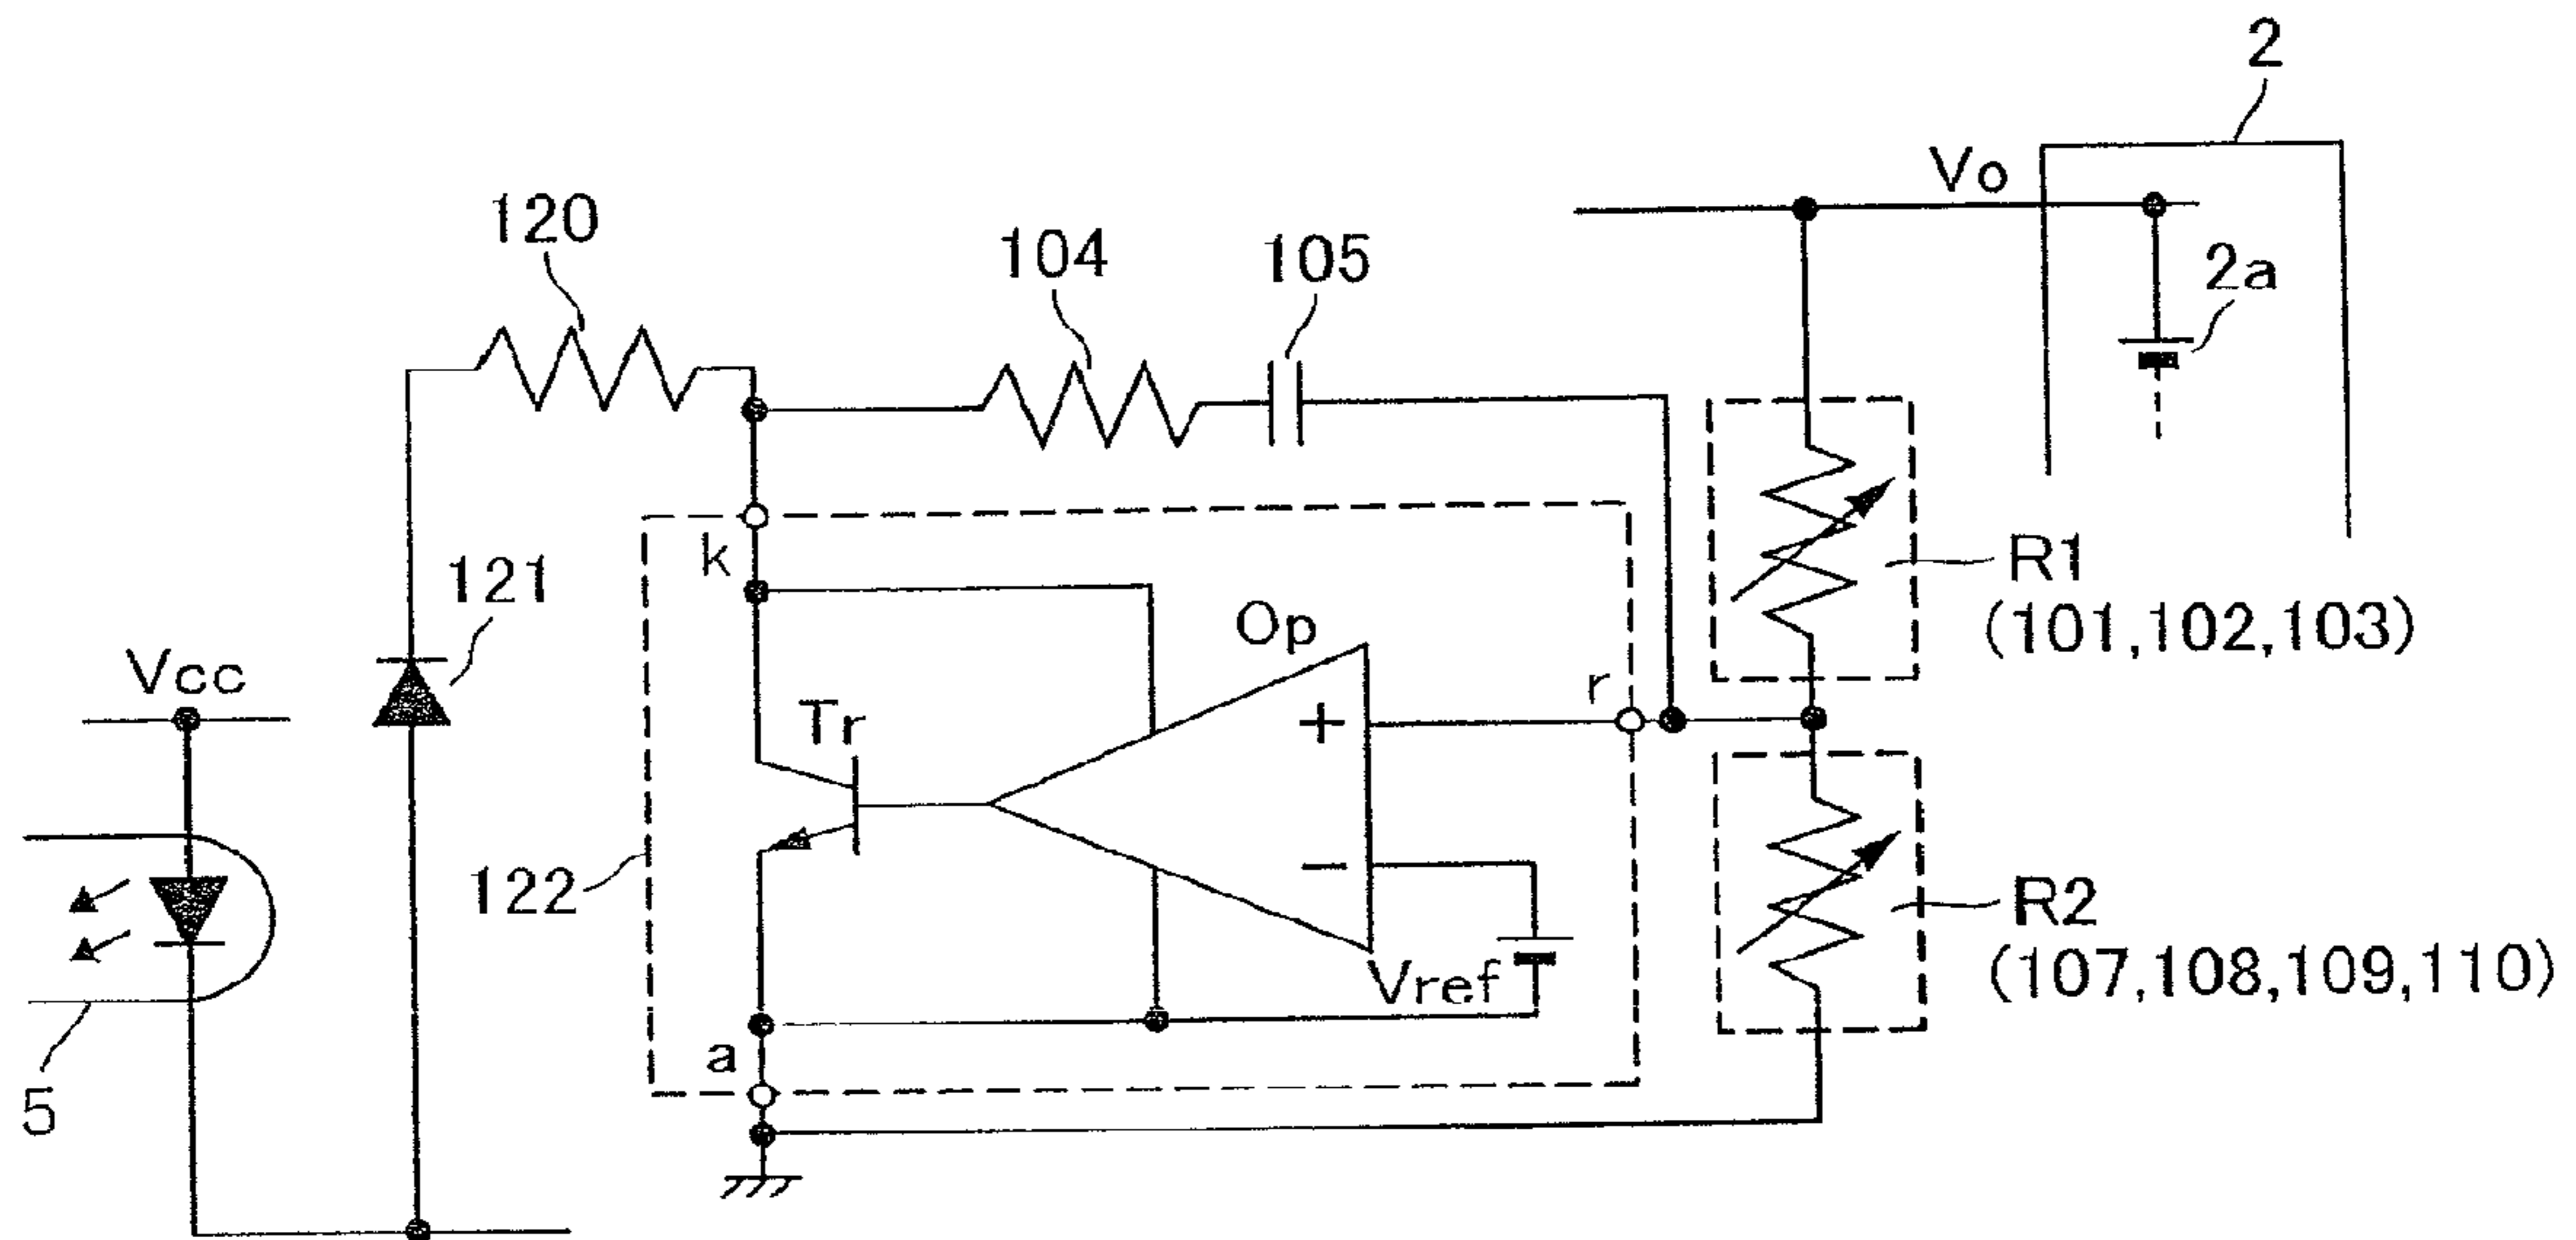 2
Vo
120
104
105
2a
k
121
Op
R1
(101,102,103)
Vcc
Tr
r
+
−
122
R2
(107,108,109,110)
Vref
a
5